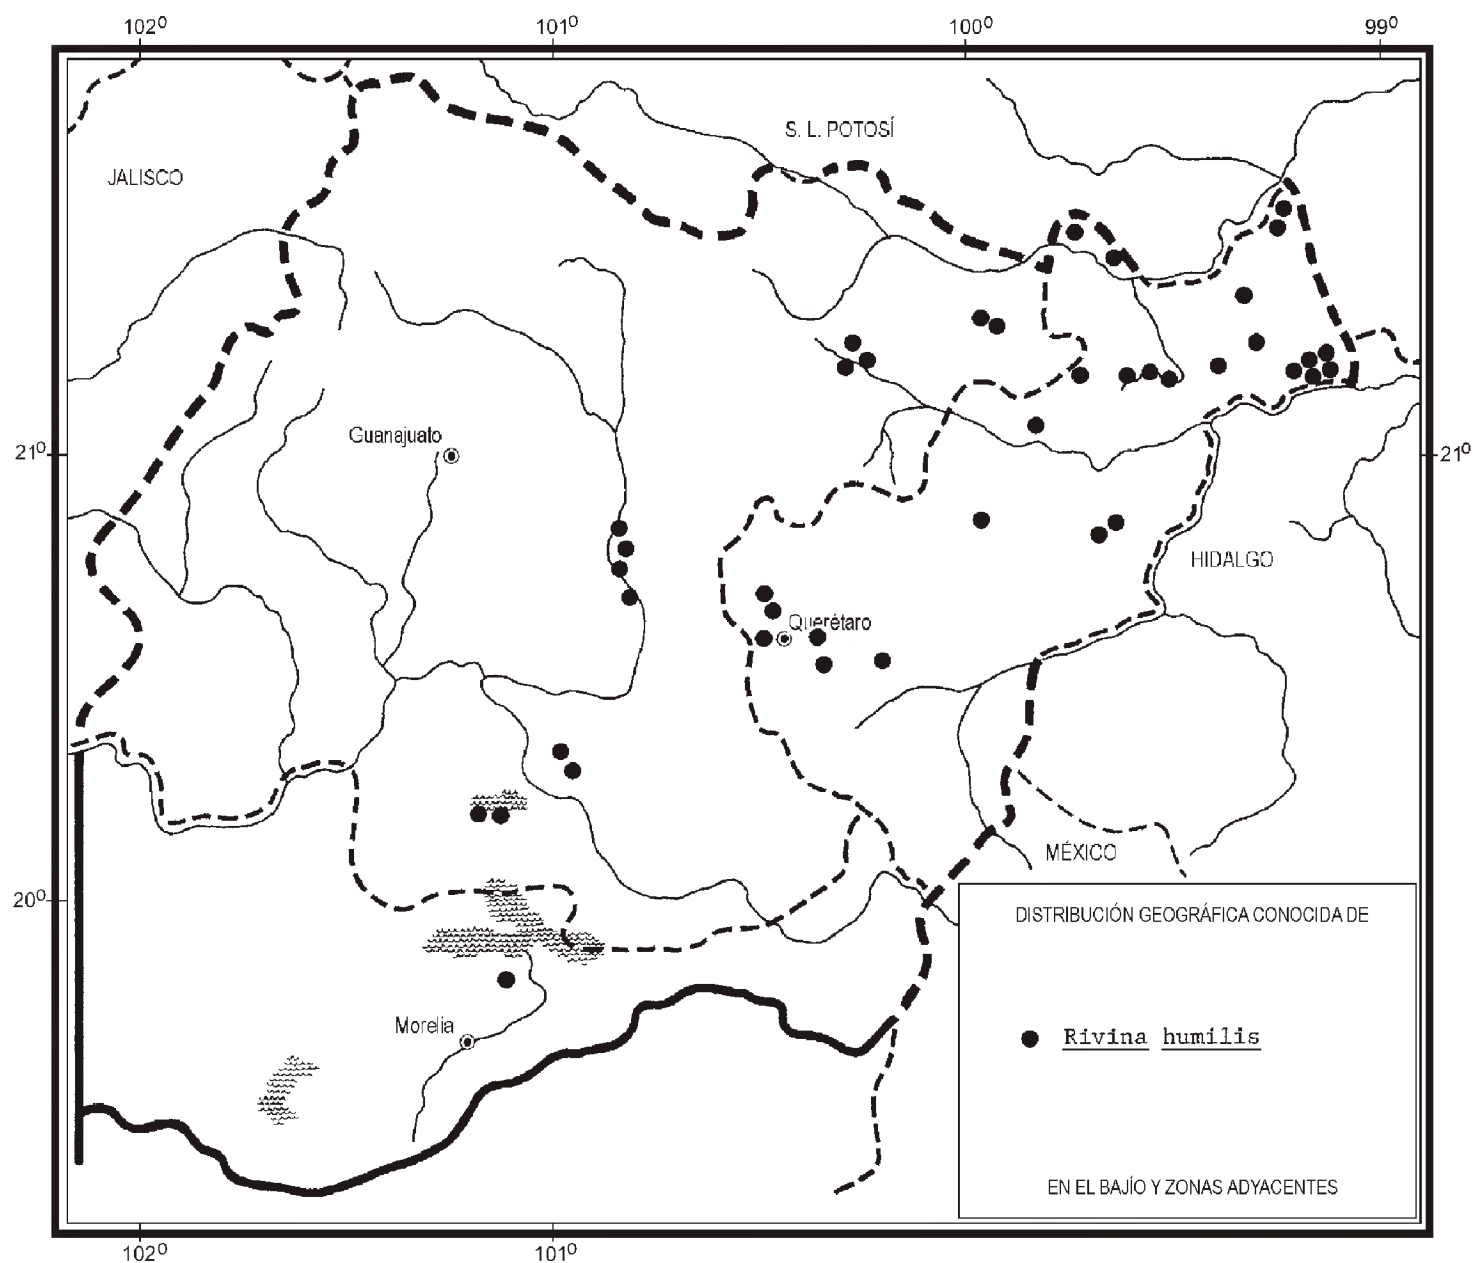 102⁰ 101⁰ 100⁰ 99⁰
S. L. POTOSÍ
JALISCO
Guanajuato
21⁰ 21⁰
HIDALGO
Querétaro
MÉXICO
20⁰
DISTRIBUCIÓN GEOGRÁFICA CONOCIDA DE
Morelia
Rivina humilis
EN EL BAJÍO Y ZONAS ADYACENTES
102⁰ 101⁰